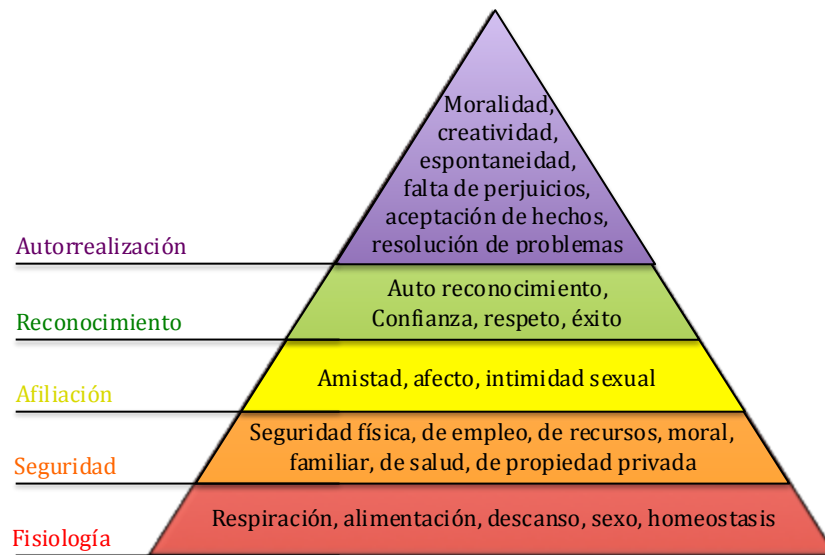 Moralidad,
creatividad,
espontaneidad,
falta de perjuicios,
aceptación de hechos,
resolución de problemas
Autorrealización
Auto reconocimiento,
Confianza, respeto, éxito
Reconocimiento
Amistad, afecto, intimidad sexual
Afiliación
Seguridad física, de empleo, de recursos, moral,
familiar, de salud, de propiedad privada
Seguridad
Respiración, alimentación, descanso, sexo, homeostasis
Fisiología